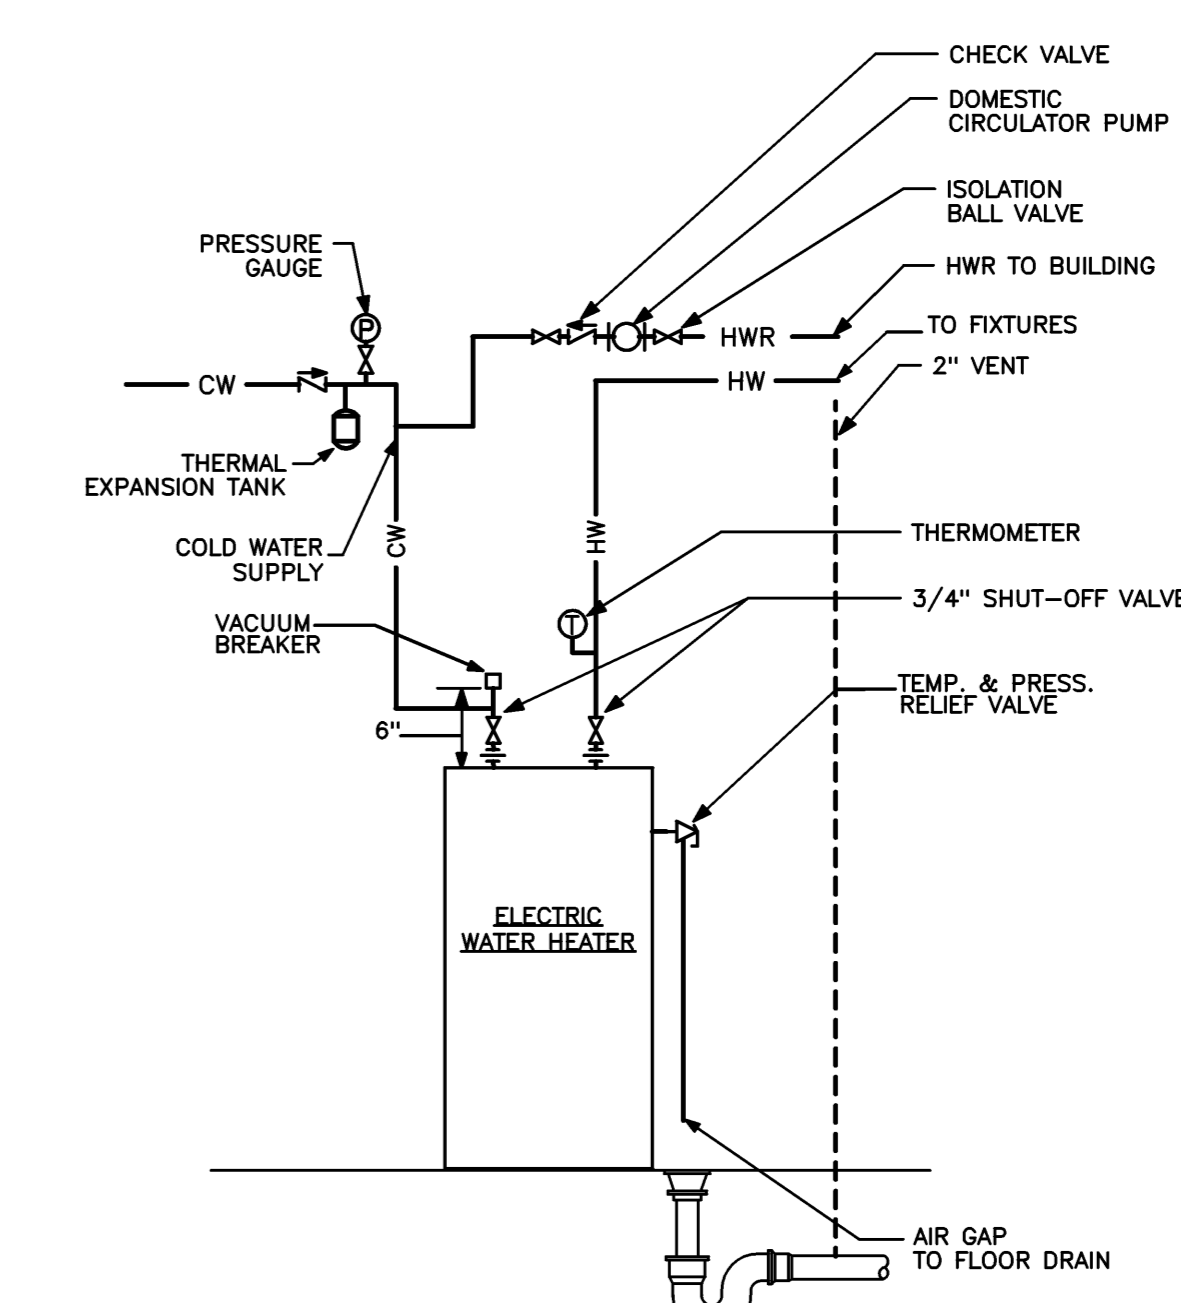 CHECK VALVE
DOMESTIC
CIRCULATOR PUMP
ISOLATION
BALL VALVE
PRESSURE
GAUGE
HWR TO BUILDING
P
TO FIXTURES
HWR
2" VENT
CW
HW
THERMAL
EXPANSION TANK
COLD WATER
SUPPLY
CW
HW
THERMOMETER
3/4" SHUT-OFF VALVE
T
VACUUM
BREAKER
TEMP. & PRESS.
RELIEF VALVE
6"
ELECTRIC
WATER HEATER
AIR GAP
TO FLOOR DRAIN